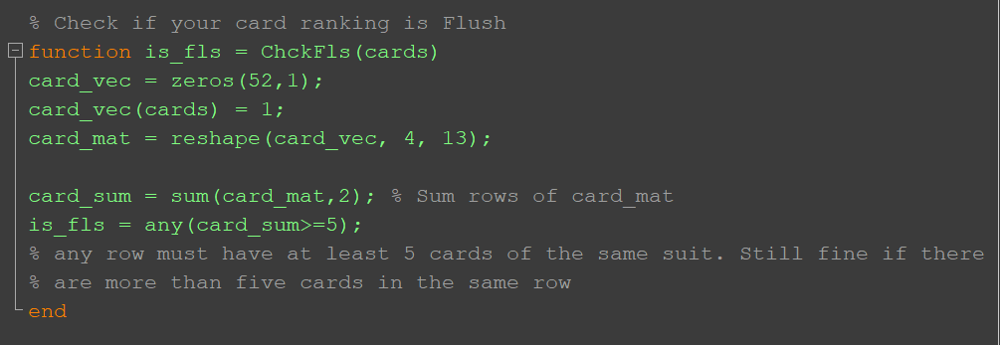 % Check if your card ranking is Flush
function is_fls = ChckFls(cards)
card_vec = zeros(52,1);
card_vec(cards) = 1;
card_mat = reshape(card_vec, 4, 13);
card_sum = sum(card_mat,2); % Sum rows of card_mat
is_fls = any(card_sum>=5);
% any row must have at least 5 cards of the same suit. Still fine if there
% are more than five cards in the same row
end